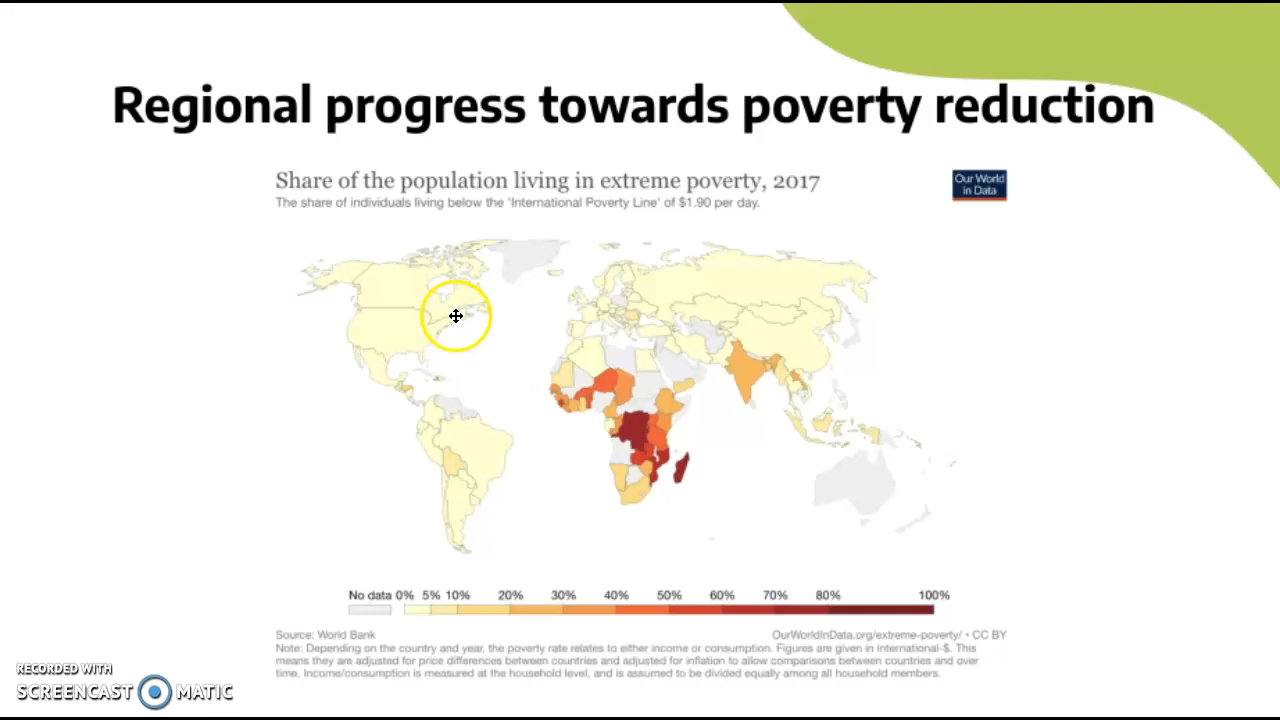 Regional progress towards poverty reduction
Share of the population living in extreme poverty, 2017
The share of individuals living below the 'International Poverty Line' of $1.90 per day.
Our World
in Data
No data 0% 5% 10% 20% 30% 40% 50% 60% 70% 80% 100%
Source: World Bank
OurWorldInData.org/extreme-poverty/ • CC BY
Note: Depending on the country and year, the poverty rate relates to either income or consumption. Figures are given in international-$. This
means they are adjusted for price differences between countries and adjusted for inflation to allow comparisons between countries and over
time. Income/consumption is measured at the household level, and is assumed to be divided equally among all household members.
RECORDED WITH
SCREENCAST MATIC